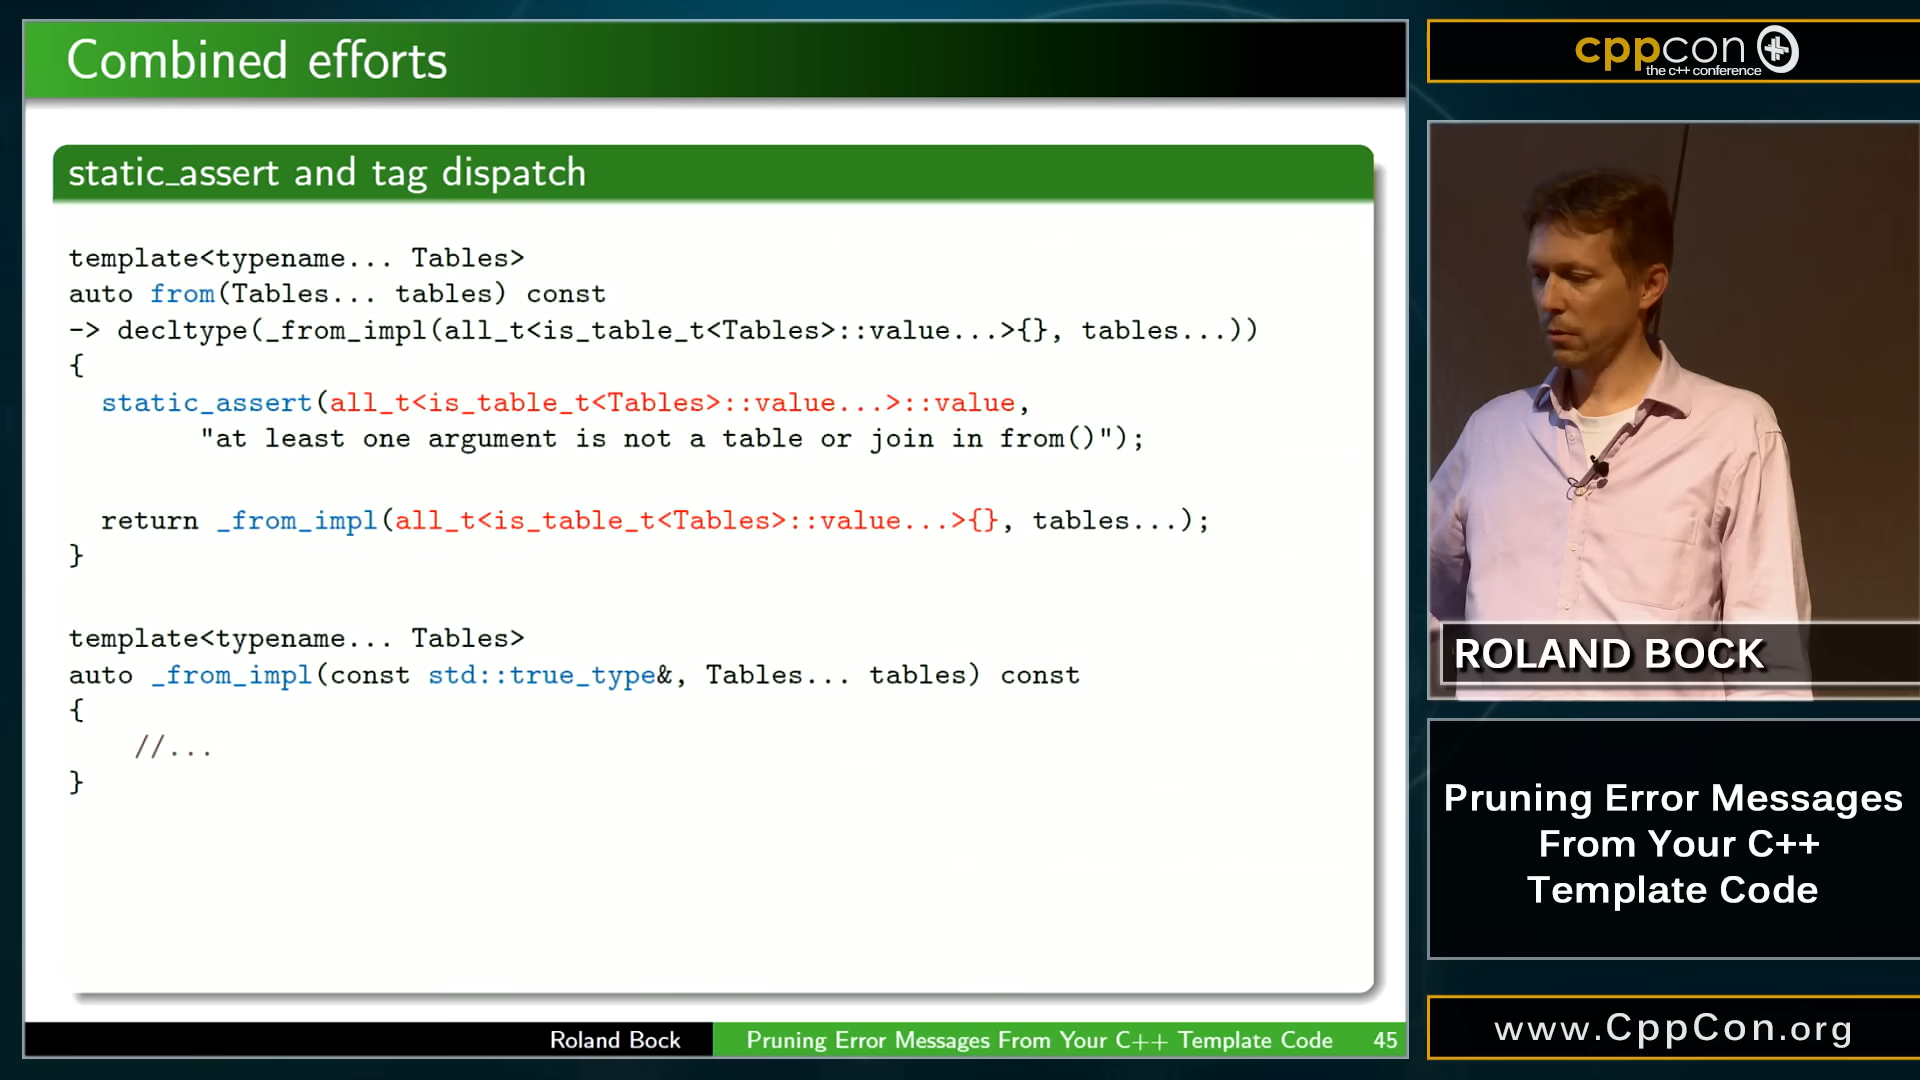 Combined efforts
static_assert and tag dispatch
template<typename... Tables>
auto from(Tables... tables) const
-> decltype(_from_impl(all_t<is_table_t<Tables>::value...>{}, tables...))
{
static_assert(all_t<is_table_t<Tables>::value...>::value,
"at least one argument is not a table or join in from()");
return _from_impl(all_t<is_table_t<Tables>::value...>{}, tables...);
}
template<typename... Tables>
auto _from_impl(const std::true_type&, Tables... tables) const
{
//...
}
Roland Bock
Pruning Error Messages From Your C++ Template Code
45
cppcon
the c++ conference
ROLAND BOCK
Pruning Error Messages
From Your C++
Template Code
www.CppCon.org